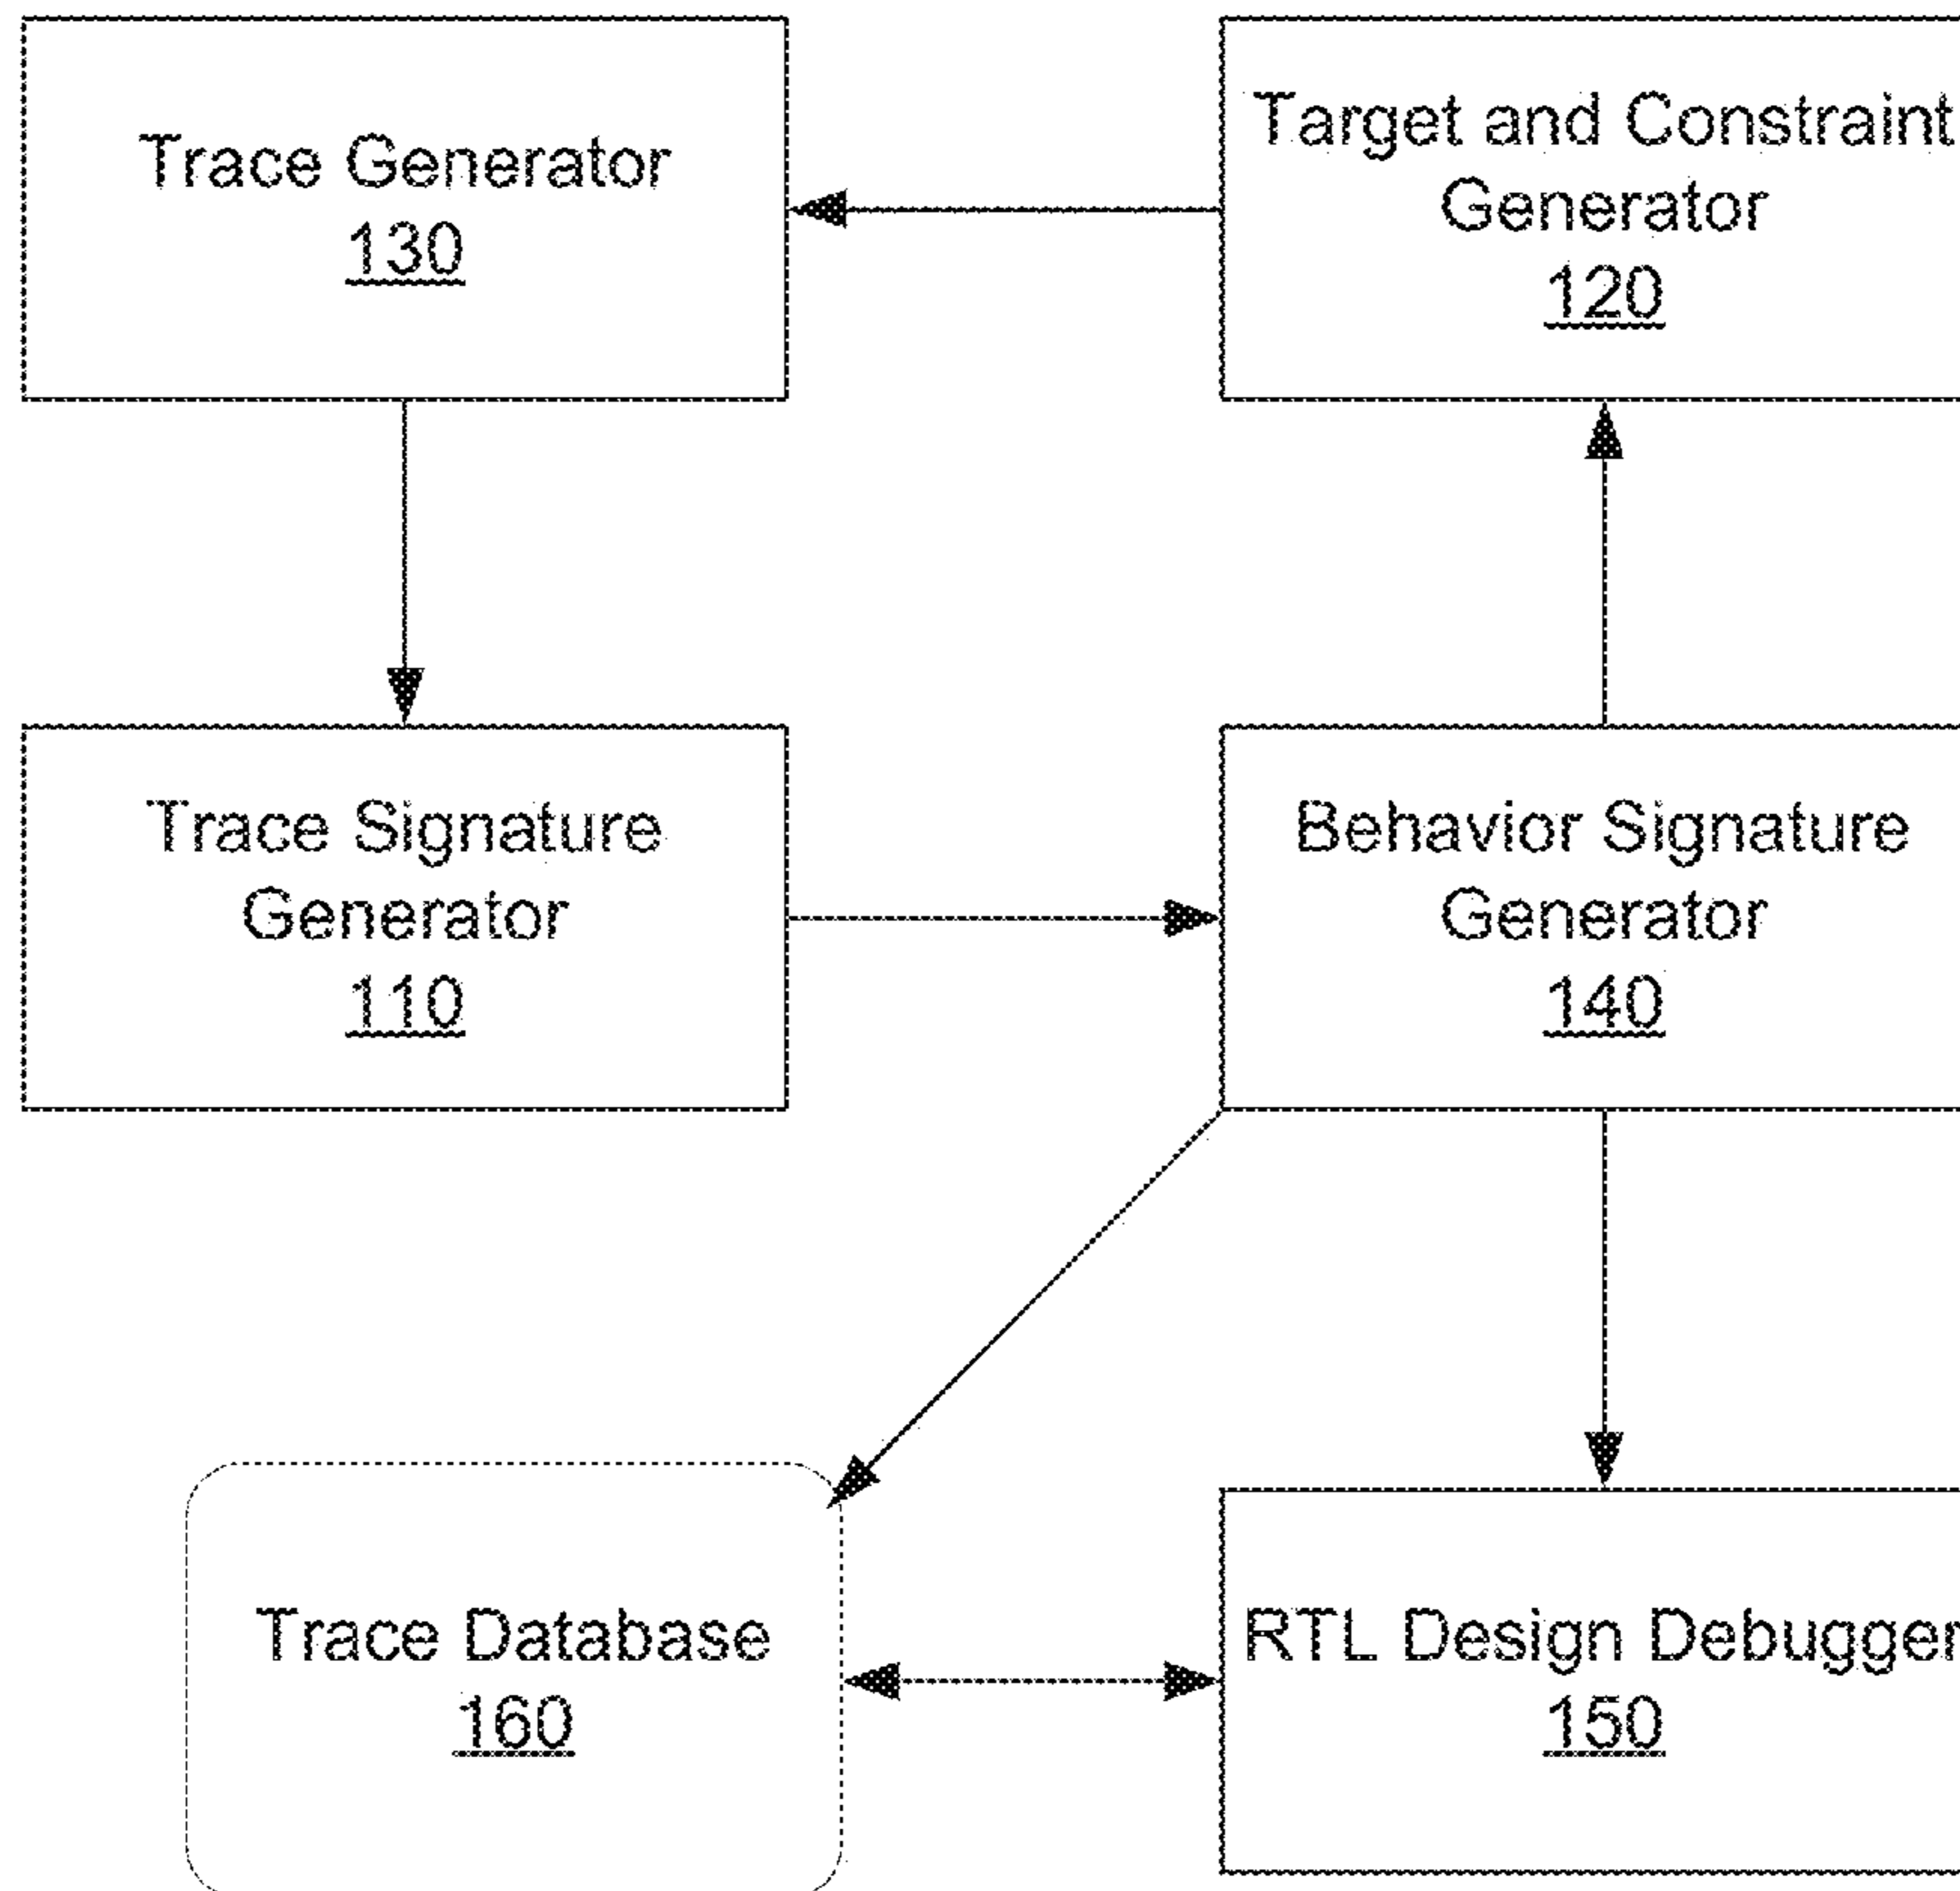 Trace Generator
130
Target and Constraint
Generator
120
Trace Signature
Generator
110
Behavior Signature
Generator
140
Trace Database
160
RTL Design Debugger
150